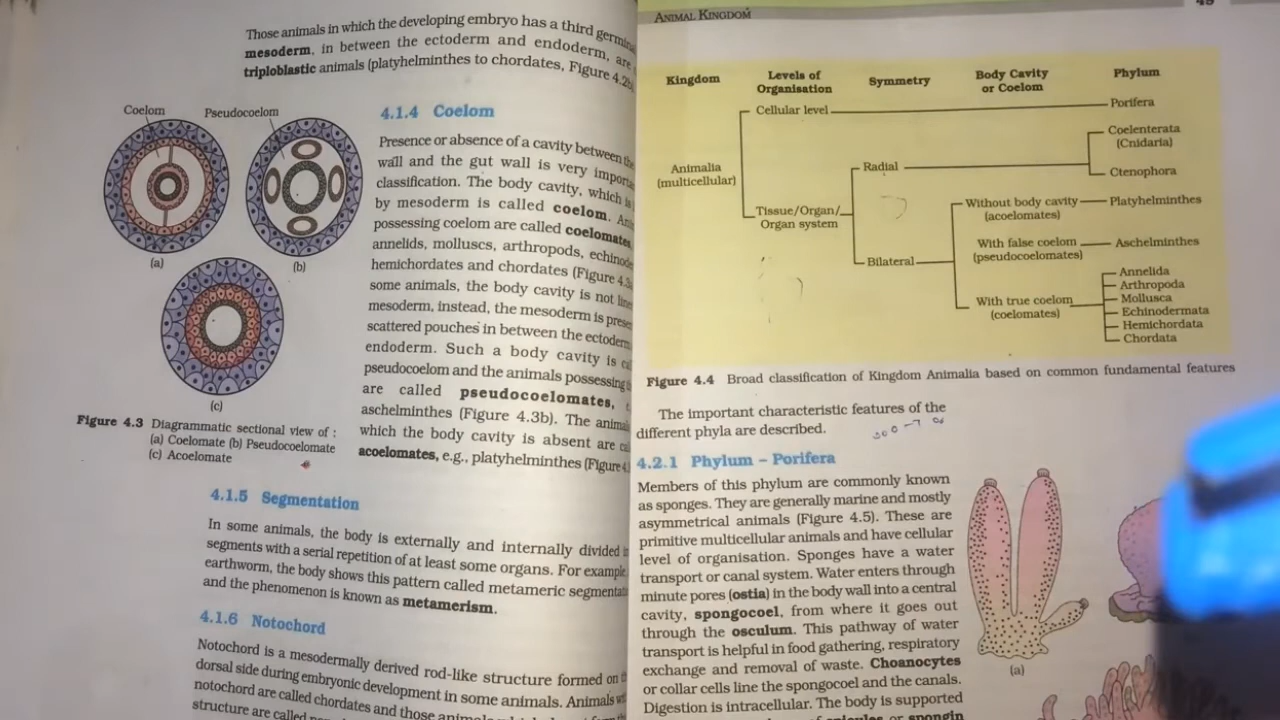 Those animals in which the developing embryo has a third
mesoderm, in between the ectoderm and endoderm, are
triploblastic animals (platyhelminthes to chordates, Figure 4.2b)
Coelom
Pseudocoelom
(a)
(b)
(c)
Figure 4.3 Diagrammatic sectional view of :
(a) Coelomate (b) Pseudocoelomate
(c) Acoelomate
4.1.4 Coelom
Presence or absence of a cavity between
wall and the gut wall is very
classification. The body cavity, which is
by mesoderm is called coelom.
possessing coelom are called coelomates,
annelids, molluscs, arthropods,
hemichordates and chordates (Figure
some animals, the body cavity is not
mesoderm, instead, the mesoderm is
scattered pouches in between the
endoderm. Such a body cavity is
pseudocoelom and the animals possessing
are called pseudocoelomates,
aschelminthes (Figure 4.3b). The
which the body cavity is absent are
acoelomates, e.g., platyhelminthes (Figure
4.1.5 Segmentation
In some animals, the body is externally and internally divided
segments with a serial repetition of at least some organs. For example,
earthworm, the body shows this pattern called metameric
and the phenomenon is known as metamerism.
4.1.6 Notochord
Notochord is a mesodermally derived rod-like structure formed on
dorsal side during embryonic development in some animals. Animals
notochord are called chordates and those
structure are called
ANIMAL KINGDOM
Kingdom
Levels of
Organisation
Symmetry
Body Cavity
or Coelom
Phylum
Animalia
(multicellular)
Cellular level
Porifera
Tissue/Organ/
Organ system
Radial
Coelenterata
(Cnidaria)
Ctenophora
Bilateral
Without body cavity
(acoelomates)
Platyhelminthes
With false coelom
(pseudocoelomates)
Aschelminthes
With true coelom
(coelomates)
Annelida
Arthropoda
Mollusca
Echinodermata
Hemichordata
Chordata
Figure 4.4 Broad classification of Kingdom Animalia based on common fundamental features
The important characteristic features of the
different phyla are described.
4.2.1 Phylum – Porifera
Members of this phylum are commonly known
as sponges. They are generally marine and mostly
asymmetrical animals (Figure 4.5). These are
primitive multicellular animals and have cellular
level of organisation. Sponges have a water
transport or canal system. Water enters through
minute pores (ostia) in the body wall into a central
cavity, spongocoel, from where it goes out
through the osculum. This pathway of water
transport is helpful in food gathering, respiratory
exchange and removal of waste. Choanocytes
or collar cells line the spongocoel and the canals.
Digestion is intracellular. The body is supported
or spongin
(a)